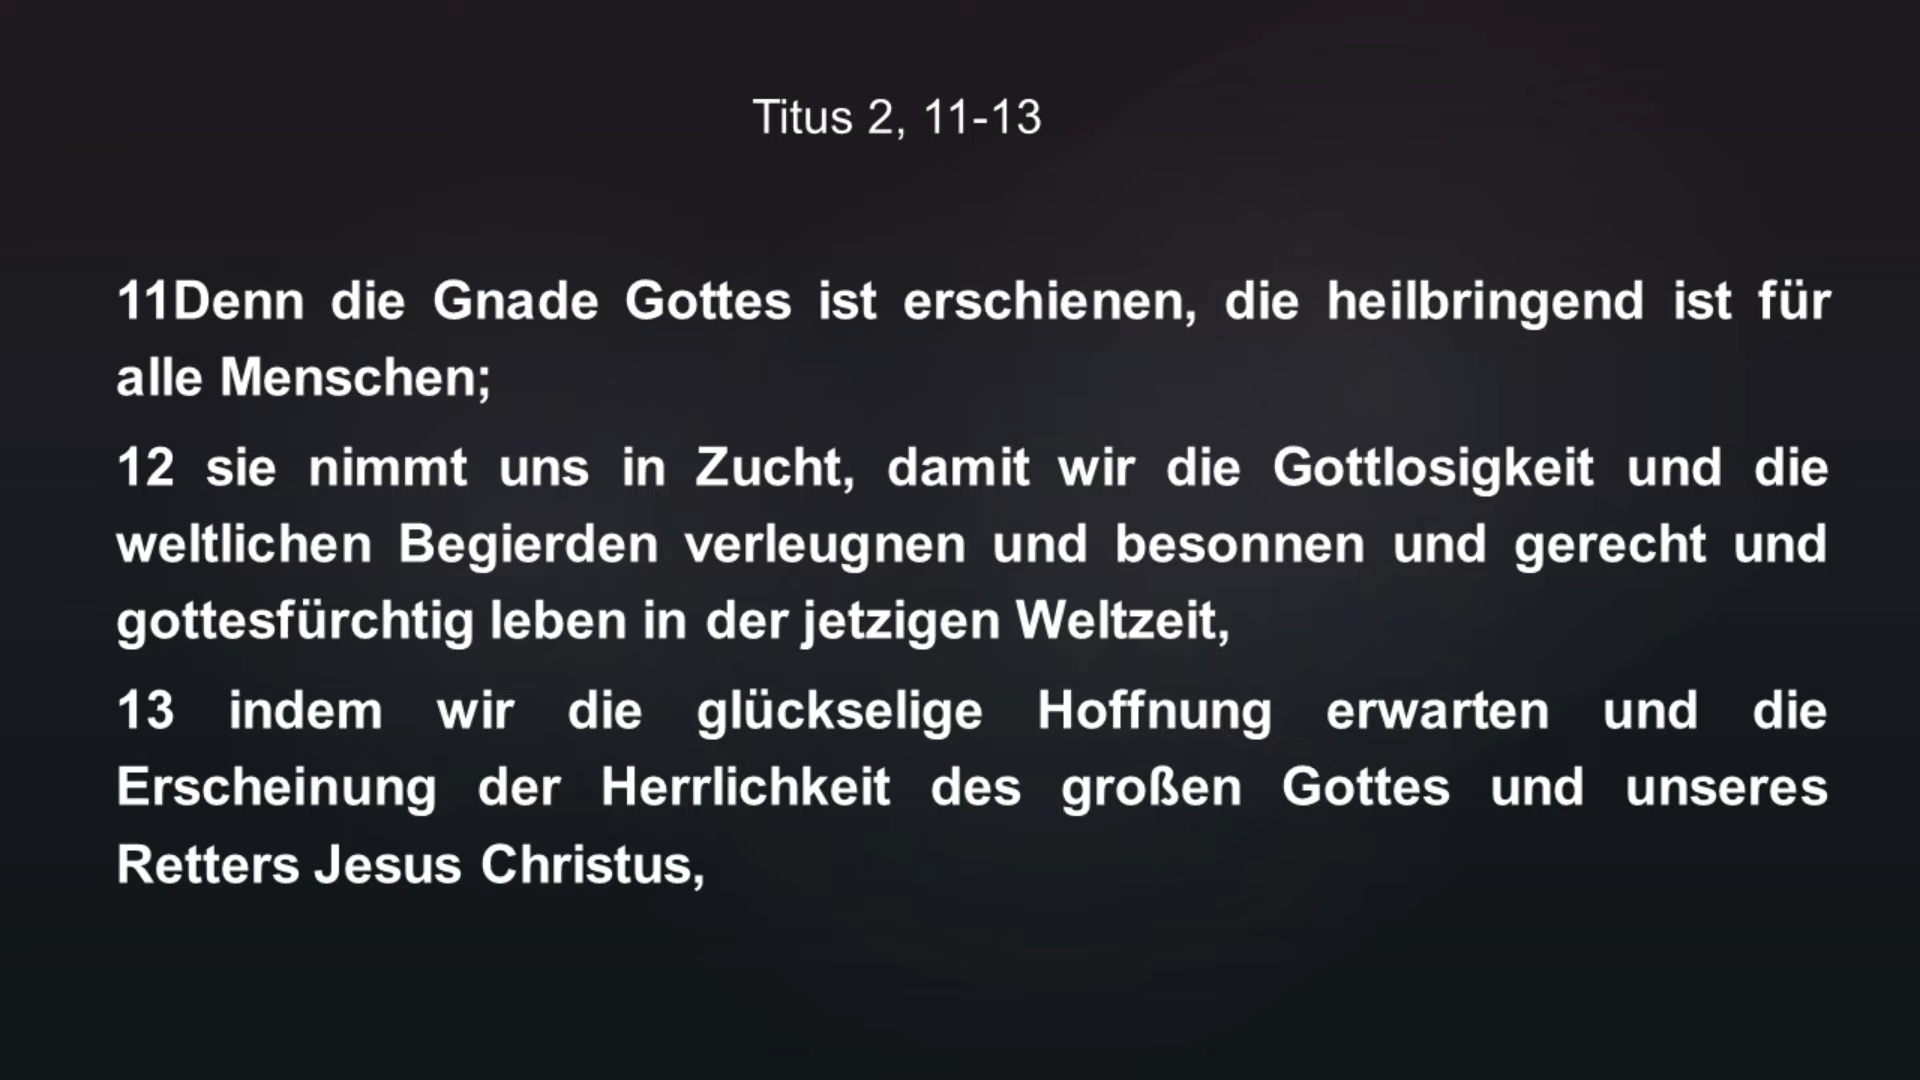 Titus 2, 11-13
11Denn die Gnade Gottes ist erschienen, die heilbringend ist für
alle Menschen;
12 sie nimmt uns in Zucht, damit wir die Gottlosigkeit und die
weltlichen Begierden verleugnen und besonnen und gerecht und
gottesfürchtig leben in der jetzigen Weltzeit,
13 indem wir die glückselige Hoffnung erwarten und die
Erscheinung der Herrlichkeit des großen Gottes und unseres
Retters Jesus Christus,